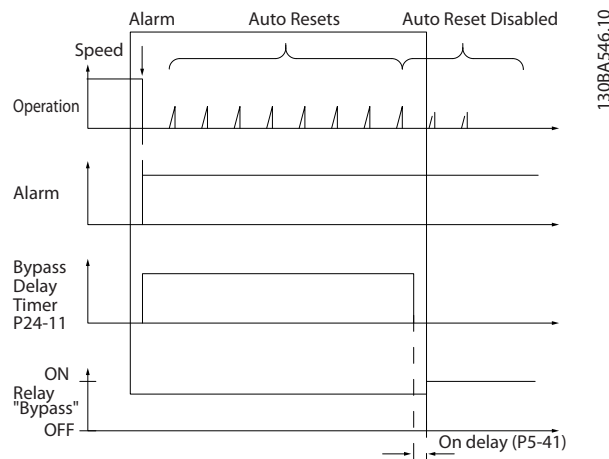 Alarm
Auto Resets
Auto Reset Disabled
Speed
Operation
Alarm
Bypass
Delay
Timer
P24-11
ON
Relay
"Bypass"
OFF
On delay (P5-41)
130BA546.10